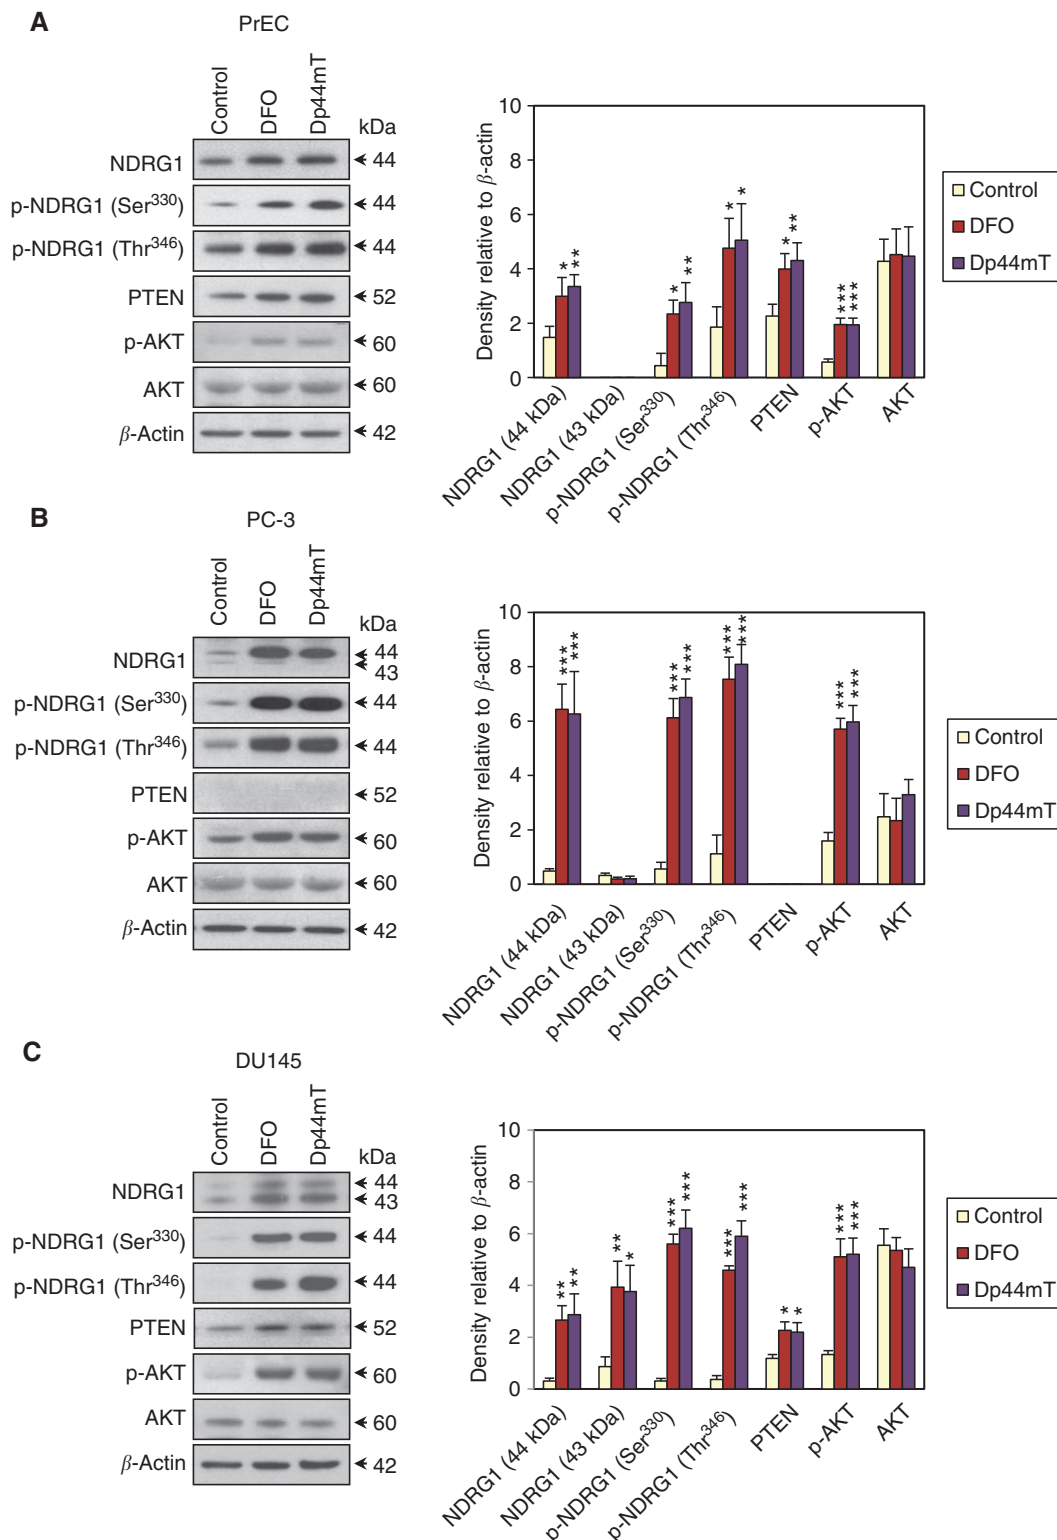 A
PrEC
Control
DFO
Dp44mT
kDa
NDRG1
44
p-NDRG1 (Ser330)
44
p-NDRG1 (Thr346)
44
PTEN
52
p-AKT
60
AKT
60
β-Actin
42
Density relative to β-actin
10
8
6
4
2
0
* ** * ** * * * ** *** ***
NDRG1 (44 kDa)
NDRG1 (43 kDa)
p-NDRG1 (Ser330)
p-NDRG1 (Thr346)
PTEN
p-AKT
AKT
Control
DFO
Dp44mT
B
PC-3
Control
DFO
Dp44mT
kDa
NDRG1
44
43
p-NDRG1 (Ser330)
44
p-NDRG1 (Thr346)
44
PTEN
52
p-AKT
60
AKT
60
β-Actin
42
Density relative to β-actin
10
8
6
4
2
0
*** *** *** *** *** *** *** ***
NDRG1 (44 kDa)
NDRG1 (43 kDa)
p-NDRG1 (Ser330)
p-NDRG1 (Thr346)
PTEN
p-AKT
AKT
Control
DFO
Dp44mT
C
DU145
Control
DFO
Dp44mT
kDa
NDRG1
44
43
p-NDRG1 (Ser330)
44
p-NDRG1 (Thr346)
44
PTEN
52
p-AKT
60
AKT
60
β-Actin
42
Density relative to β-actin
10
8
6
4
2
0
** ** ** * *** *** *** *** * * *** ***
NDRG1 (44 kDa)
NDRG1 (43 kDa)
p-NDRG1 (Ser330)
p-NDRG1 (Thr346)
PTEN
p-AKT
AKT
Control
DFO
Dp44mT